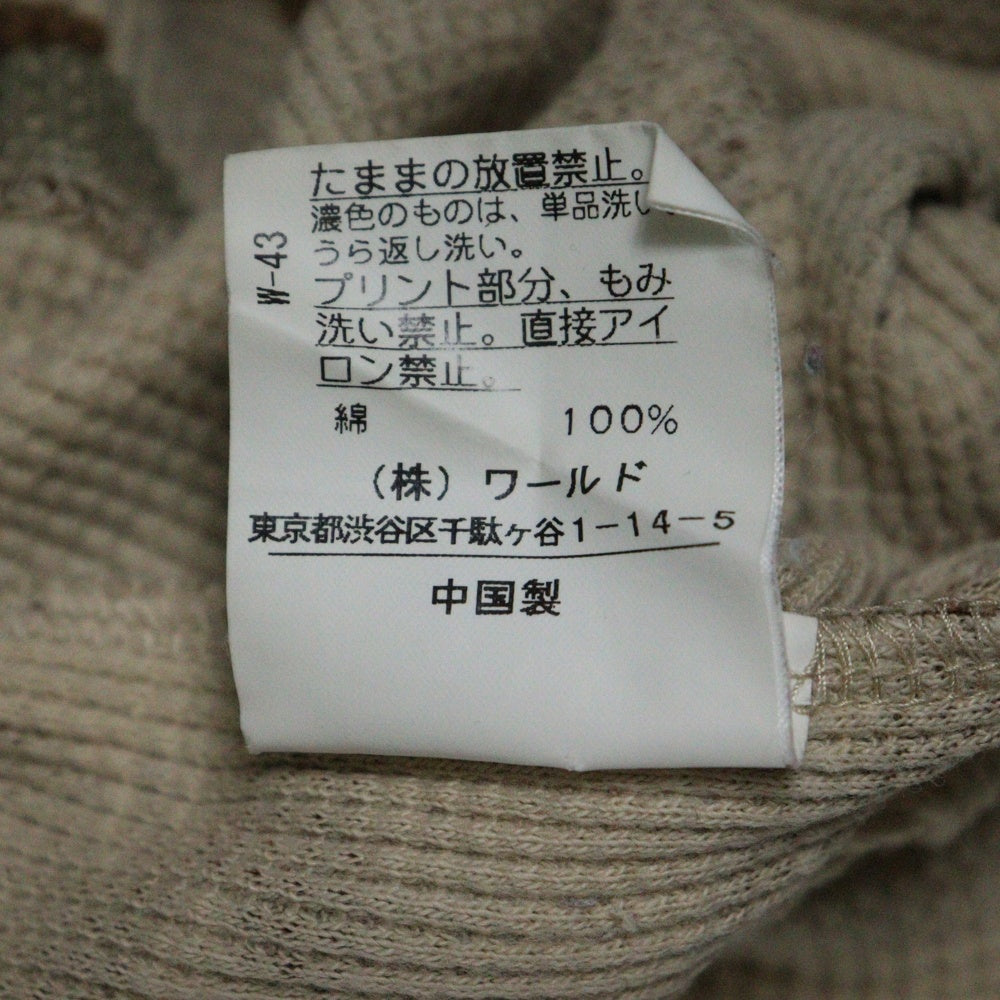 たままの放置禁止。
濃色のものは、単品洗い、
うら返し洗い。
プリント部分、もみ
洗い禁止。直接アイ
ロン禁止。
W-43
綿 100%
(株) ワールド
東京都渋谷区千駄ヶ谷1-14-5
中国製